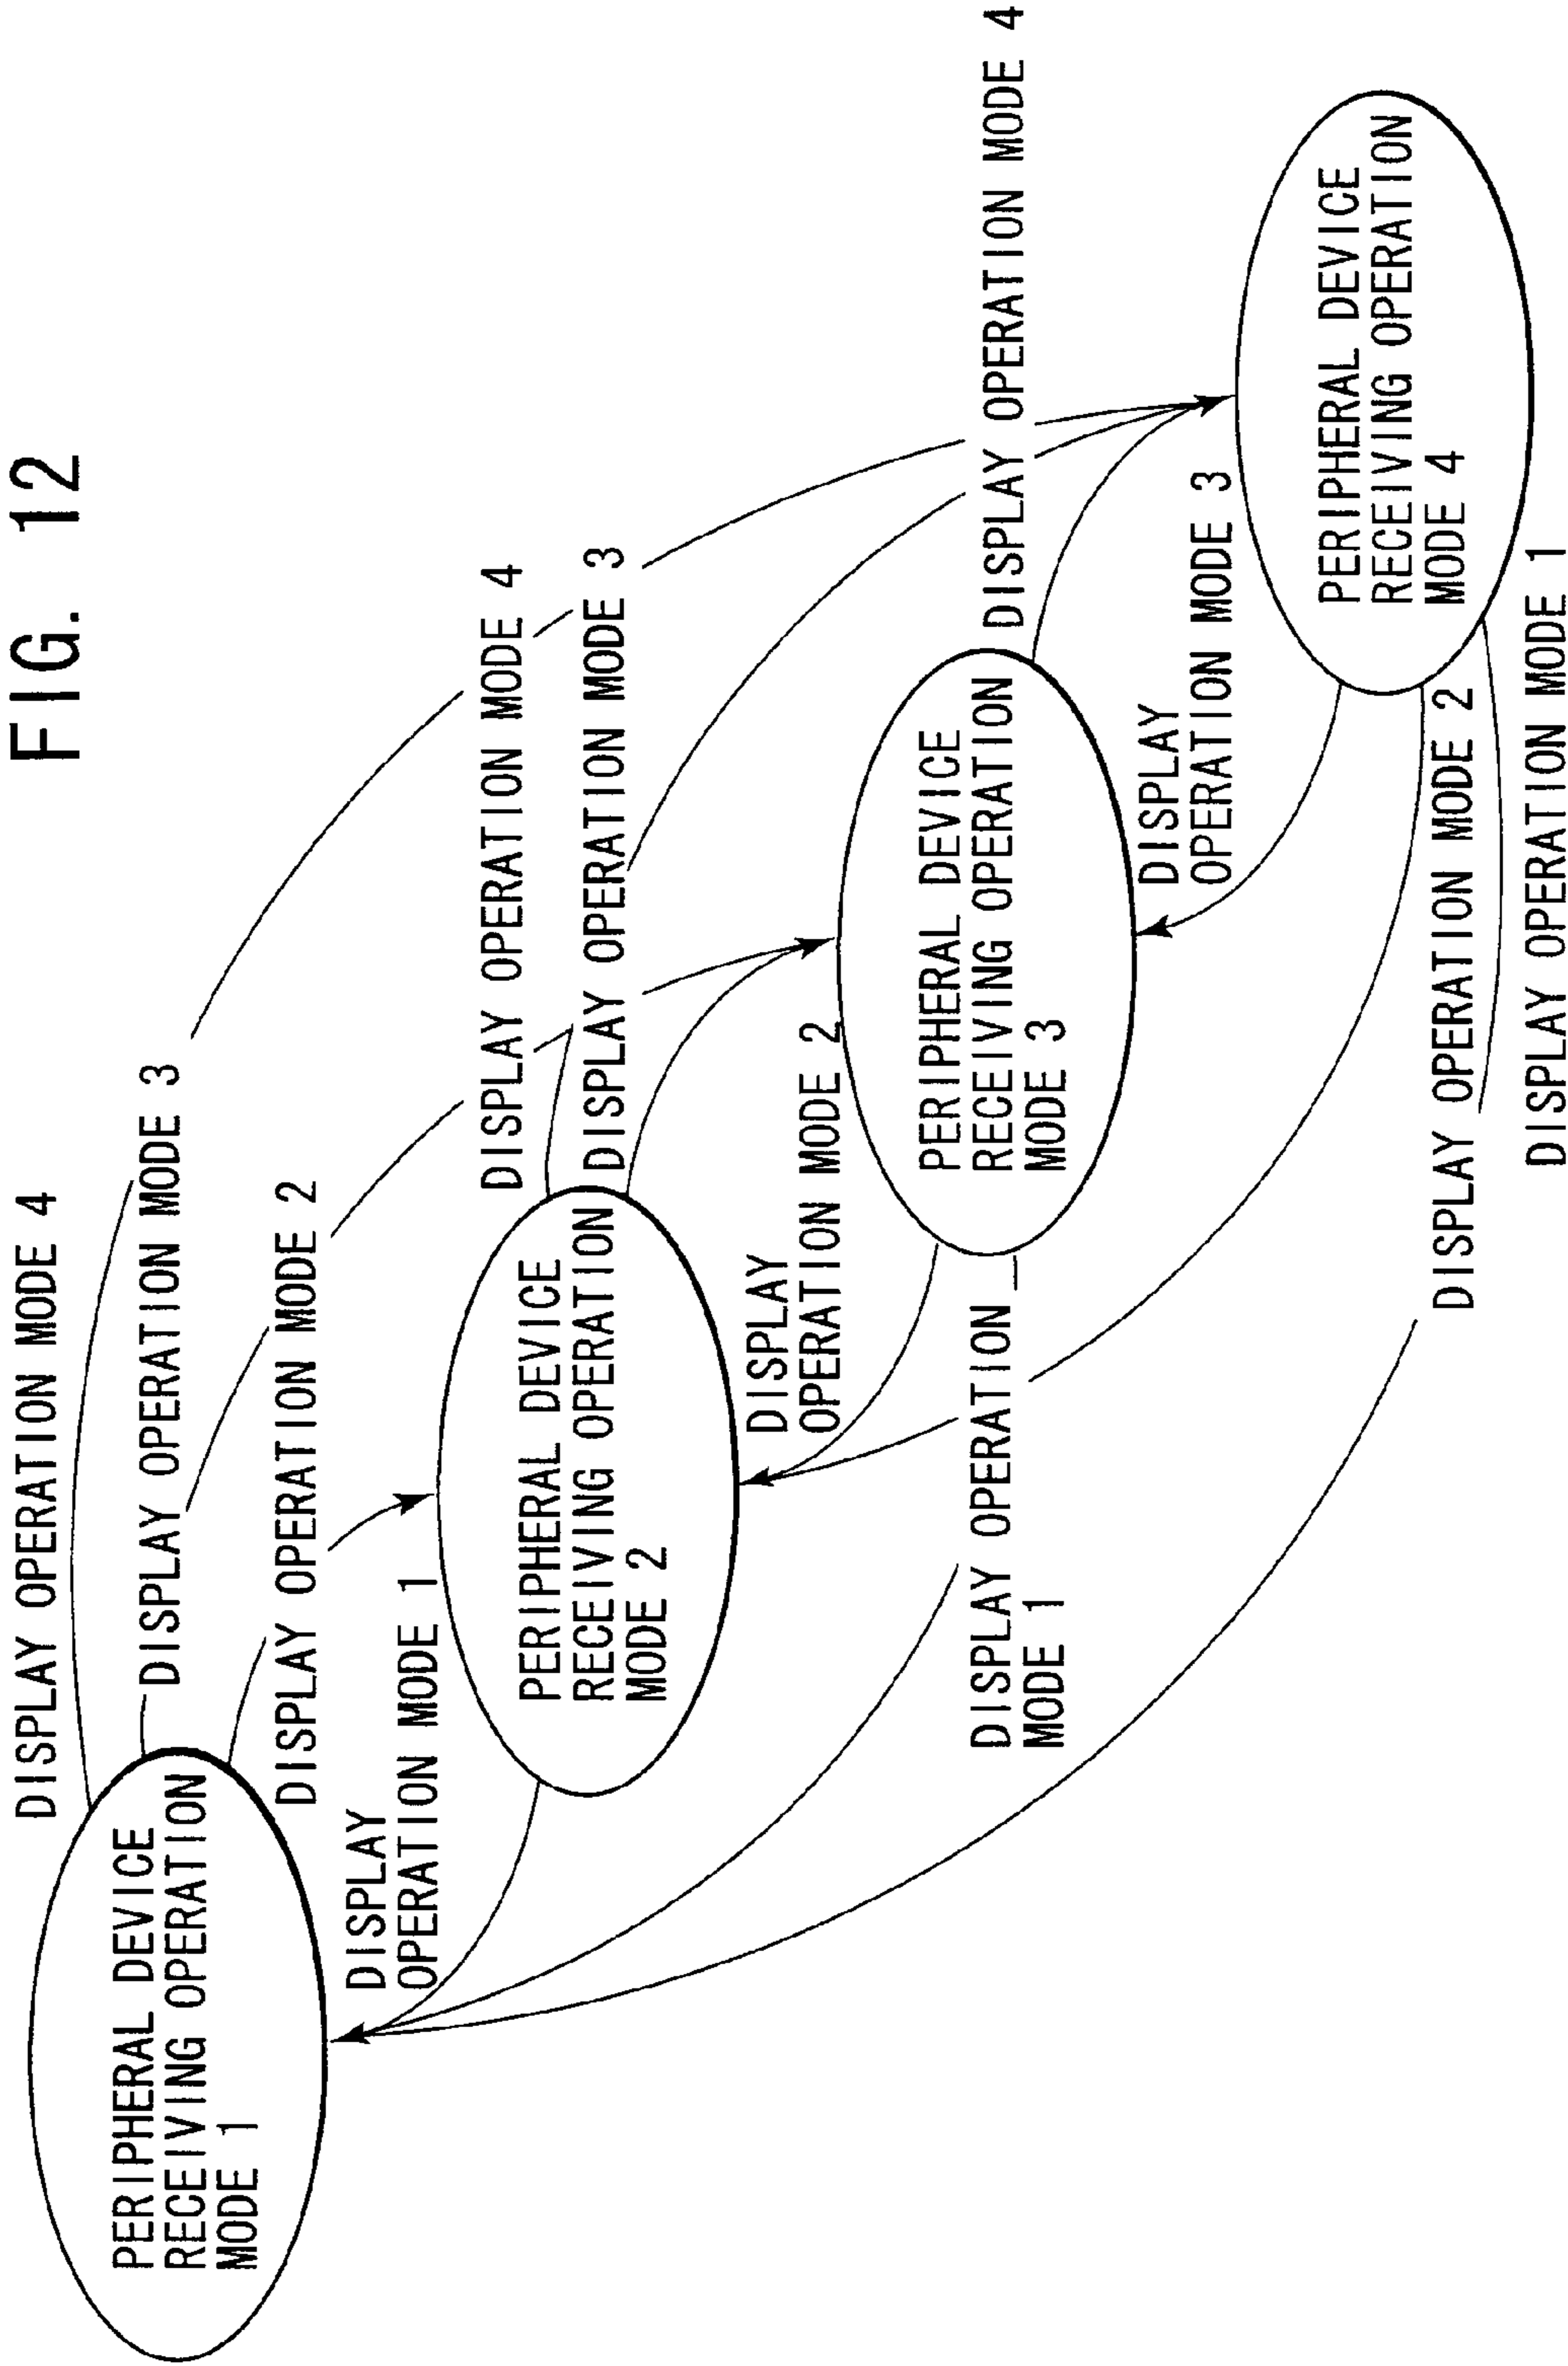 FIG. 12
DISPLAY OPERATION MODE 4
DISPLAY OPERATION MODE 3
DISPLAY OPERATION MODE 2
PERIPHERAL DEVICE
RECEIVING OPERATION
MODE 1
DISPLAY
OPERATION MODE 1
DISPLAY OPERATION MODE 4
DISPLAY OPERATION MODE 3
PERIPHERAL DEVICE
RECEIVING OPERATION
MODE 2
DISPLAY
OPERATION MODE 2
DISPLAY OPERATION MODE 4
PERIPHERAL DEVICE
RECEIVING OPERATION
MODE 3
DISPLAY OPERATION
MODE 1
DISPLAY
OPERATION MODE 3
PERIPHERAL DEVICE
RECEIVING OPERATION
MODE 4
DISPLAY OPERATION MODE 2
DISPLAY OPERATION MODE 1